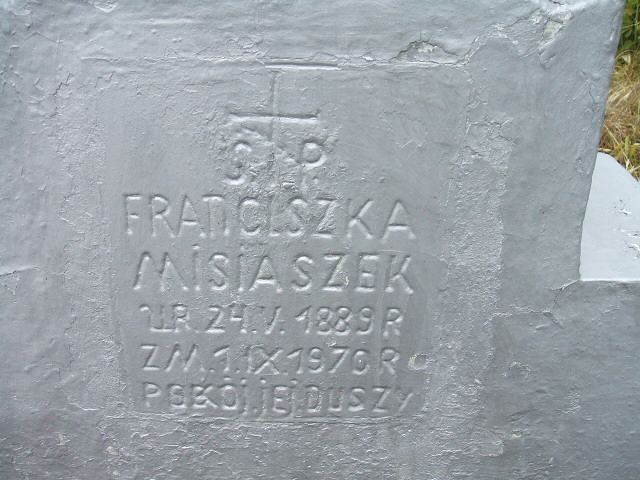 Ś P.
FRANCISZKA
MISIASZEK
UR. 24.V. 1889 R
ZM. 1.IX.1970 R
POKÓJ JEJ DUSZY